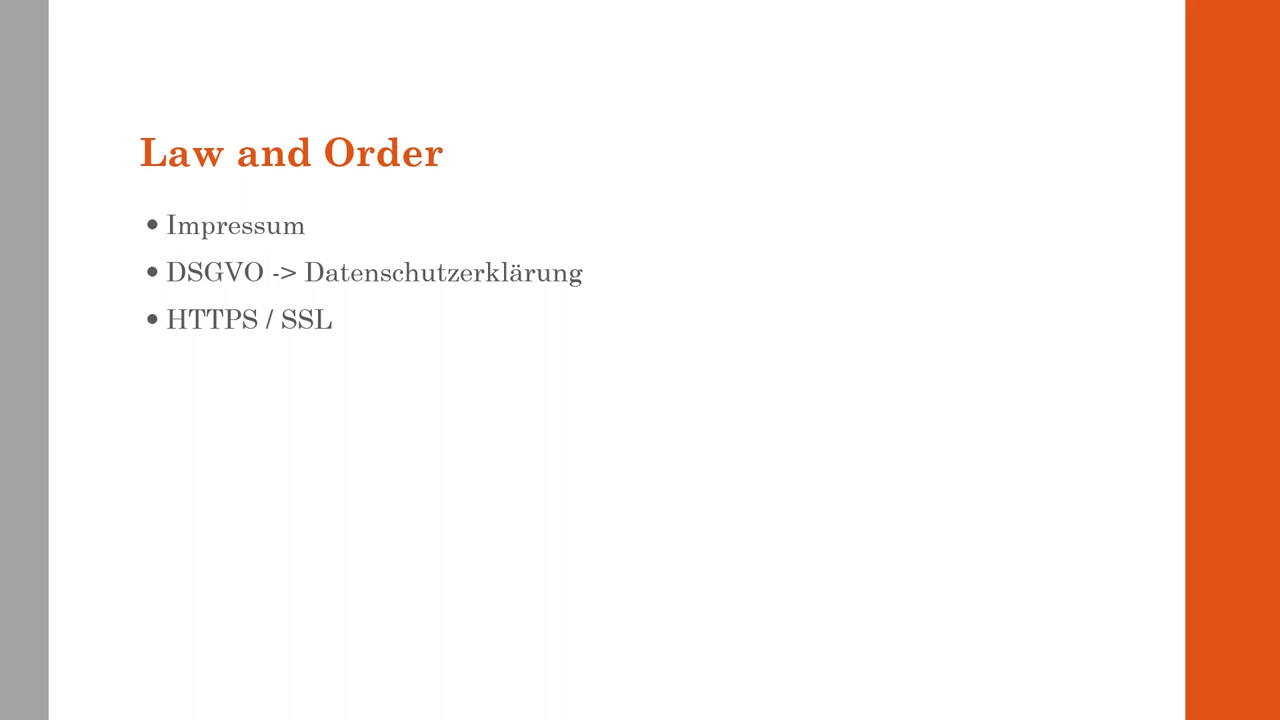 Law and Order
• Impressum
• DSGVO -> Datenschutzerklärung
• HTTPS / SSL